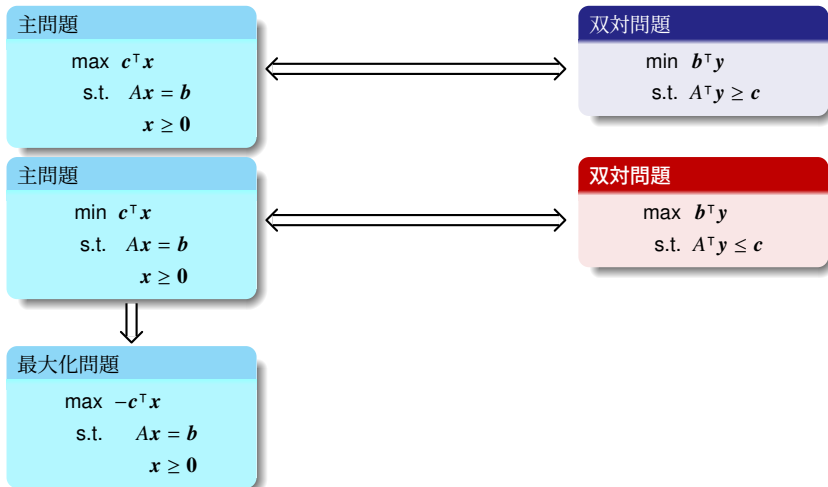 主問題
max c⊤x
s.t. Ax = b
x ≥ 0
双対問題
min b⊤y
s.t. A⊤y ≥ c
主問題
min c⊤x
s.t. Ax = b
x ≥ 0
双対問題
max b⊤y
s.t. A⊤y ≤ c
最大化問題
max −c⊤x
s.t. Ax = b
x ≥ 0